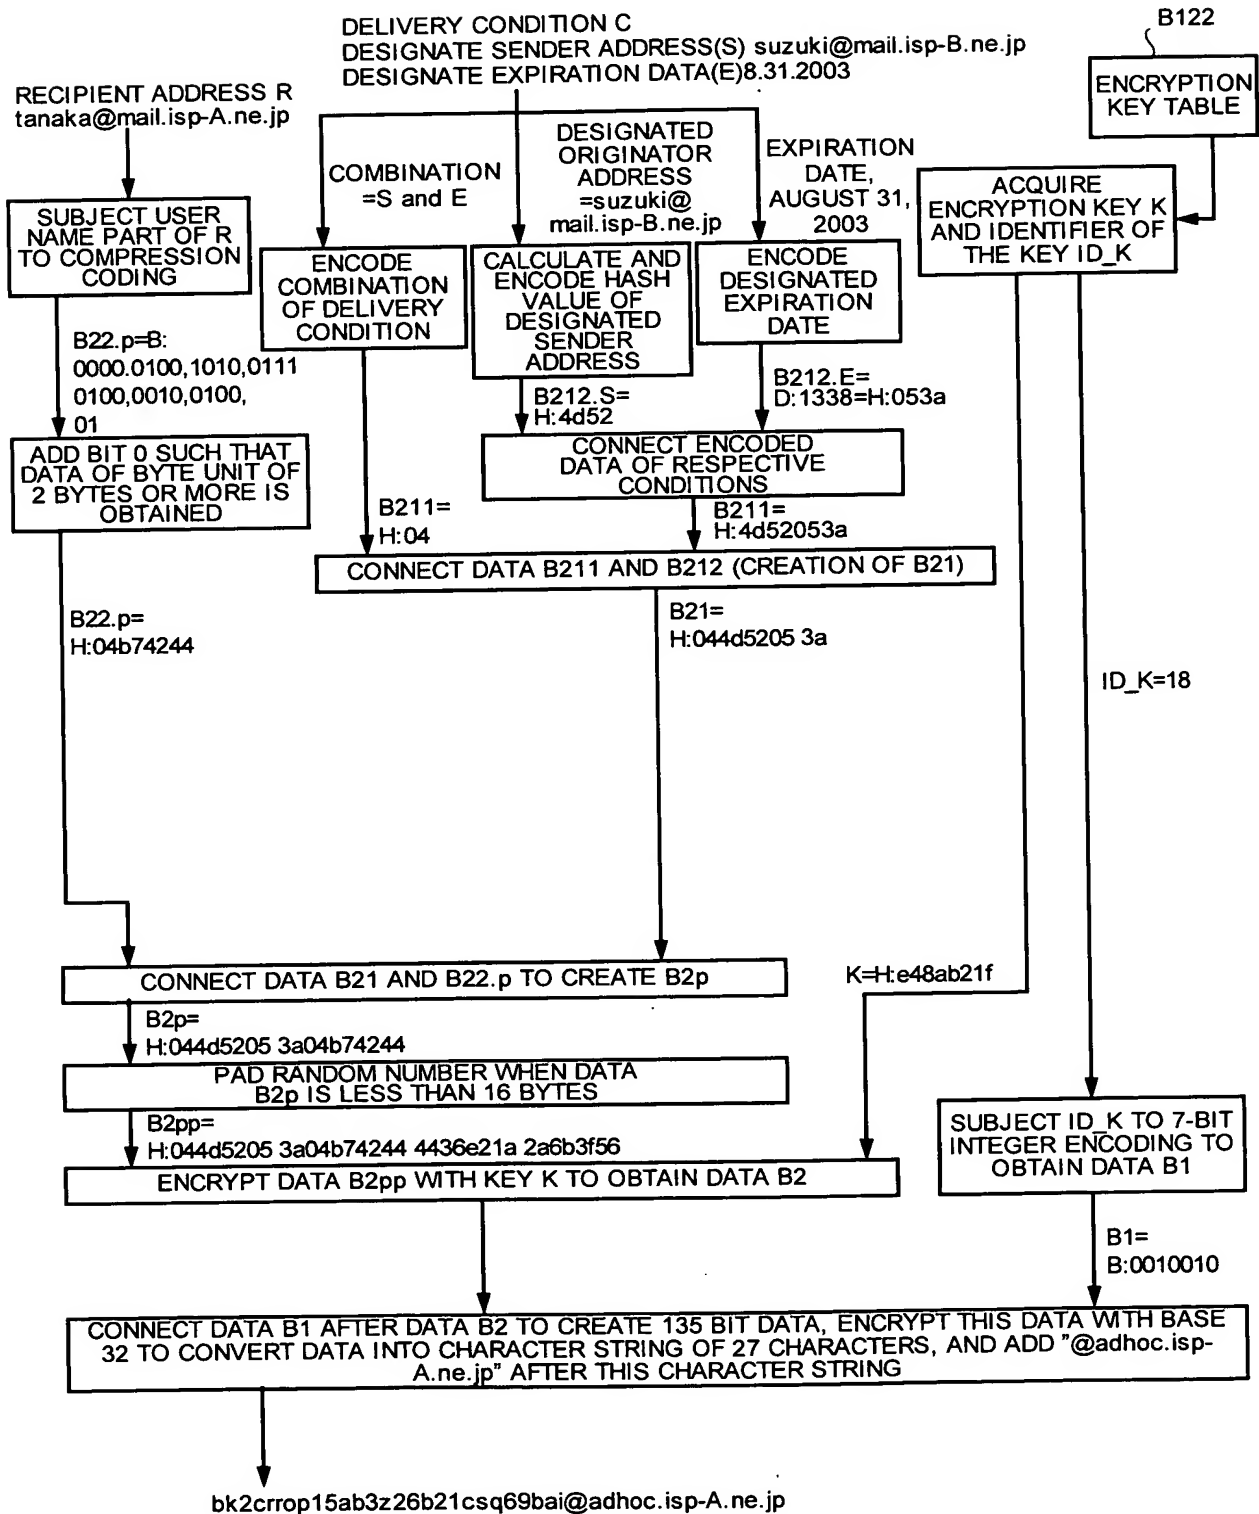 B122
DELIVERY CONDITION C
DESIGNATE SENDER ADDRESS(S) suzuki@mail.isp-B.ne.jp
DESIGNATE EXPIRATION DATA(E)8.31.2003
RECIPIENT ADDRESS R
tanaka@mail.isp-A.ne.jp
ENCRYPTION
KEY TABLE
COMBINATION
=S and E
DESIGNATED
ORIGINATOR
ADDRESS
=suzuki@
mail.isp-B.ne.jp
EXPIRATION
DATE,
AUGUST 31,
2003
ACQUIRE
ENCRYPTION KEY K
AND IDENTIFIER OF
THE KEY ID_K
SUBJECT USER
NAME PART OF R
TO COMPRESSION
CODING
ENCODE
COMBINATION
OF DELIVERY
CONDITION
CALCULATE AND
ENCODE HASH
VALUE OF
DESIGNATED
SENDER
ADDRESS
ENCODE
DESIGNATED
EXPIRATION
DATE
B22.p=B:
0000.0100,1010,0111
0100,0010,0100,
01
B212.S=
H:4d52
B212.E=
D:1338=H:053a
ADD BIT 0 SUCH THAT
DATA OF BYTE UNIT OF
2 BYTES OR MORE IS
OBTAINED
CONNECT ENCODED
DATA OF RESPECTIVE
CONDITIONS
B211=
H:04
B211=
H:4d52053a
CONNECT DATA B211 AND B212 (CREATION OF B21)
B22.p=
H:04b74244
B21=
H:044d5205 3a
ID_K=18
CONNECT DATA B21 AND B22.p TO CREATE B2p
K=H:e48ab21f
B2p=
H:044d5205 3a04b74244
PAD RANDOM NUMBER WHEN DATA
B2p IS LESS THAN 16 BYTES
B2pp=
H:044d5205 3a04b74244 4436e21a 2a6b3f56
ENCRYPT DATA B2pp WITH KEY K TO OBTAIN DATA B2
SUBJECT ID_K TO 7-BIT
INTEGER ENCODING TO
OBTAIN DATA B1
B1=
B:0010010
CONNECT DATA B1 AFTER DATA B2 TO CREATE 135 BIT DATA, ENCRYPT THIS DATA WITH BASE
32 TO CONVERT DATA INTO CHARACTER STRING OF 27 CHARACTERS, AND ADD "@adhoc.isp-
A.ne.jp" AFTER THIS CHARACTER STRING
bk2crrop15ab3z26b21csq69bai@adhoc.isp-A.ne.jp